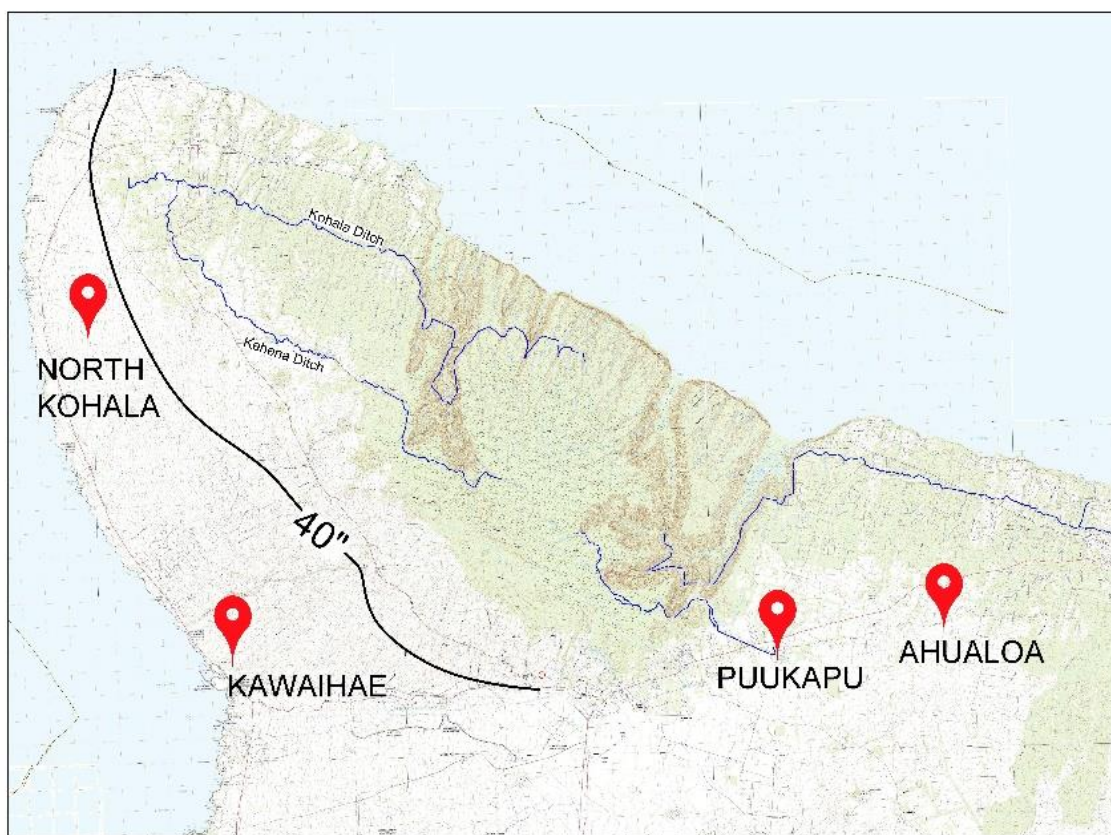 Kohala Ditch
Kehena Ditch
NORTH
KOHALA
40"
KAWAIHAE
PUUKAPU
AHUALOA